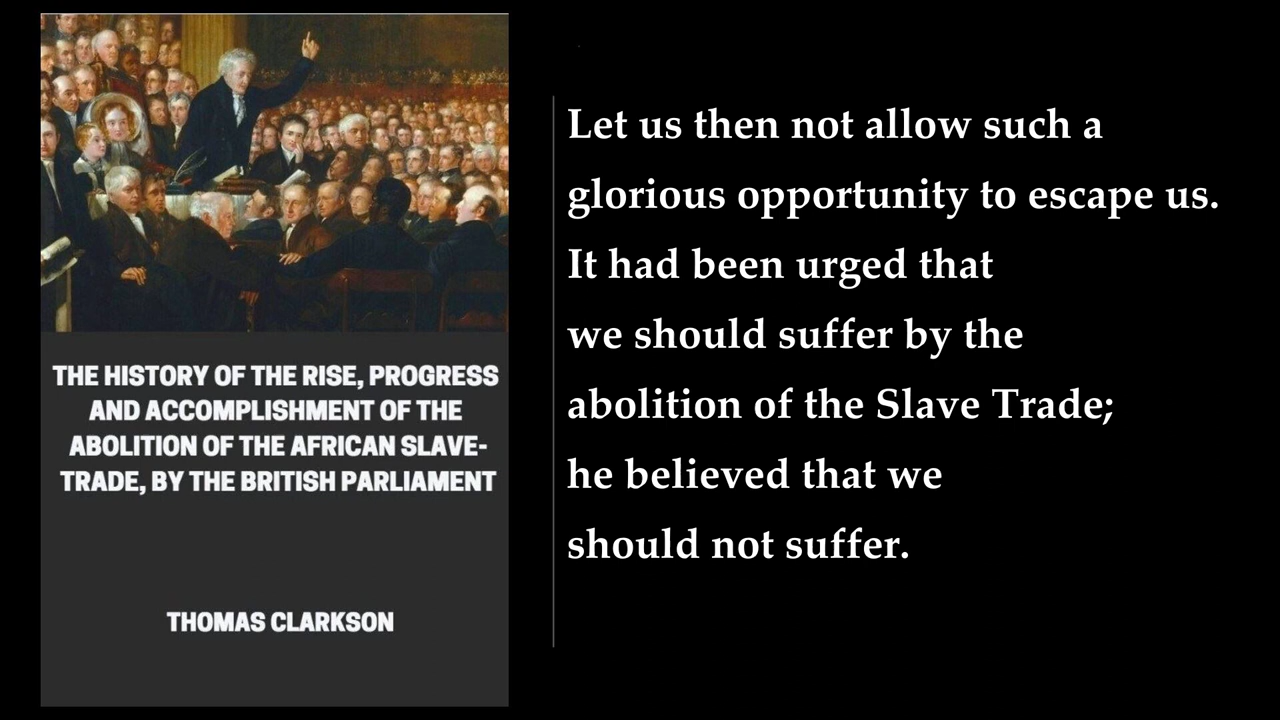 THE HISTORY OF THE RISE, PROGRESS
AND ACCOMPLISHMENT OF THE
ABOLITION OF THE AFRICAN SLAVE-
TRADE, BY THE BRITISH PARLIAMENT
THOMAS CLARKSON
Let us then not allow such a
glorious opportunity to escape us.
It had been urged that
we should suffer by the
abolition of the Slave Trade;
he believed that we
should not suffer.